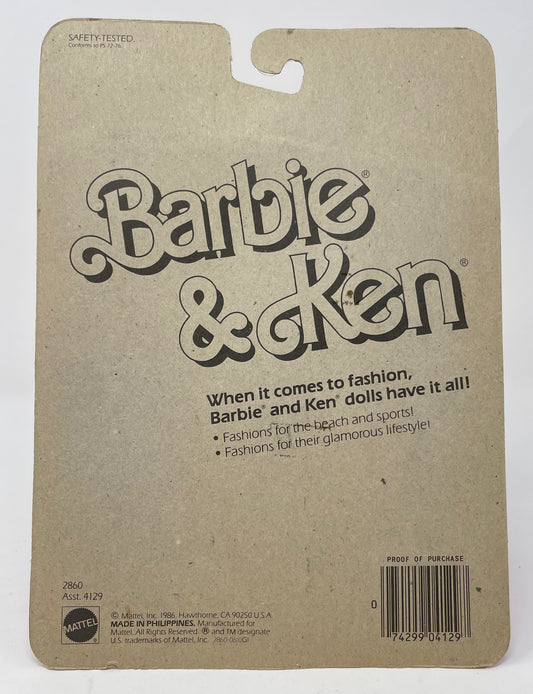 SAFETY-TESTED.
Conforms to PS 72-76.
Barbie®
& Ken®
When it comes to fashion,
Barbie® and Ken® dolls have it all!
• Fashions for the beach and sports!
• Fashions for their glamorous lifestyle!
2860
Asst. 4129
MATTEL
© Mattel, Inc. 1986. Hawthorne, CA 90250 U.S.A.
MADE IN PHILIPPINES. Manufactured for
Mattel. All Rights Reserved. ® and TM designate
U.S. trademarks of Mattel, Inc. 2860-0610G1
PROOF OF PURCHASE
0
74299 04129